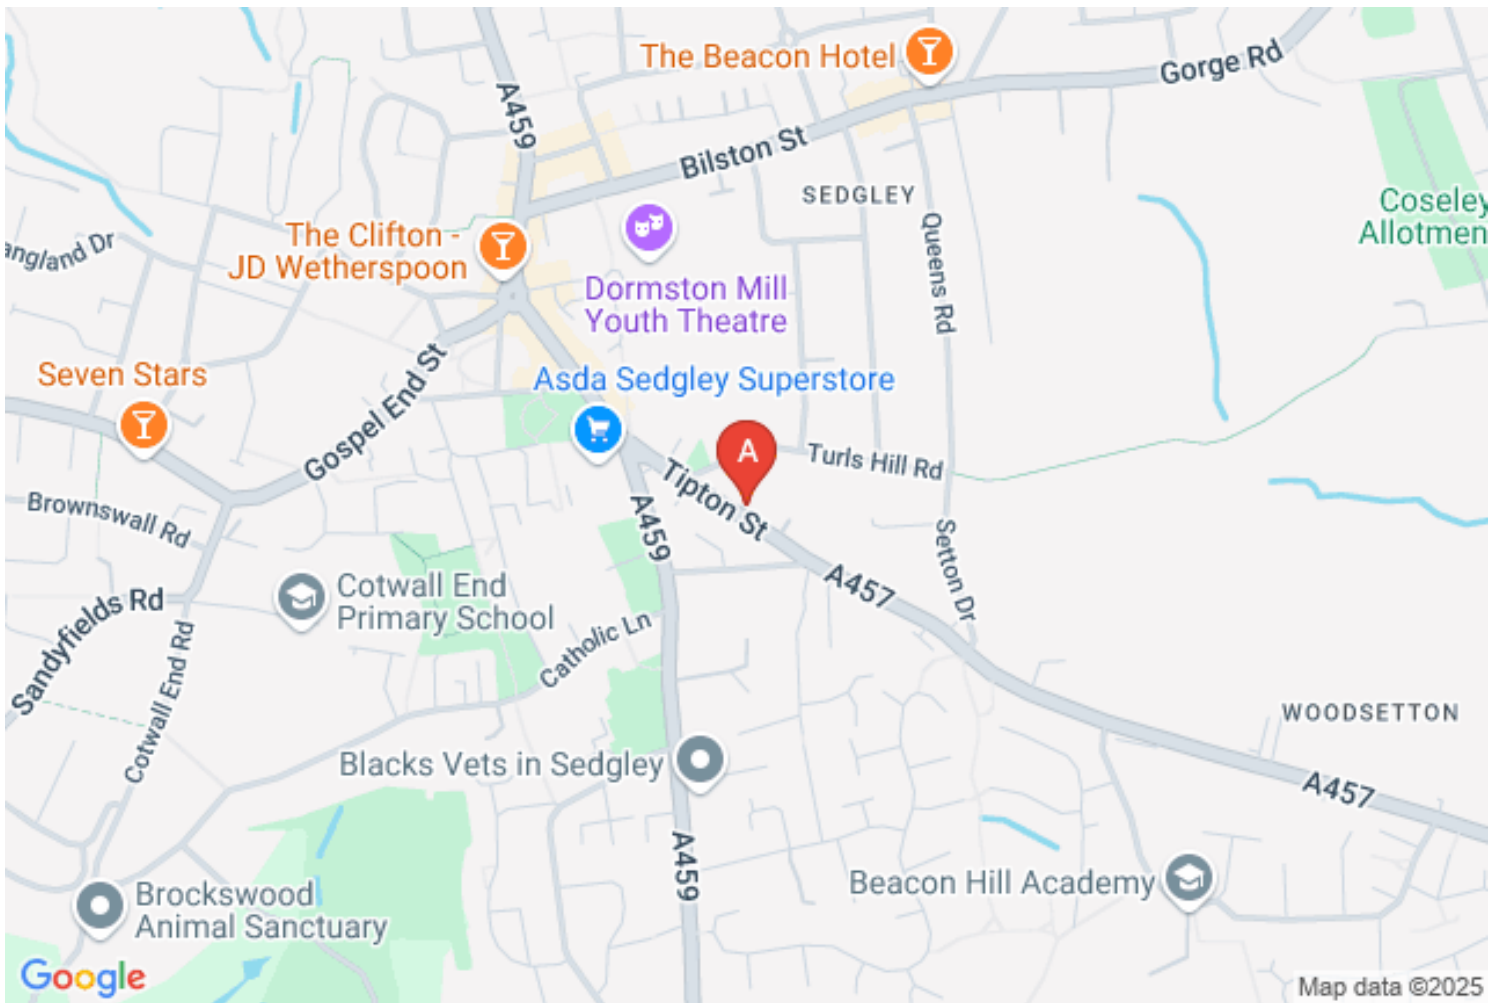 The Beacon Hotel
Gorge Rd
A459
Bilston St
SEDGLEY
Coseley
Allotmen
The Clifton -
JD Wetherspoon
angland Dr
Queens Rd
Dormston Mill
Youth Theatre
Seven Stars
Asda Sedgley Superstore
Gospel End St
A
Turls Hill Rd
Tipton St
Brownswall Rd
A459
Setton Dr
A457
Cotwall End
Primary School
Sandyfields Rd
Catholic Ln
Cotwall End Rd
WOODSETTON
Blacks Vets in Sedgley
A457
A459
Beacon Hill Academy
Brockswood
Animal Sanctuary
Google
Map data ©2025